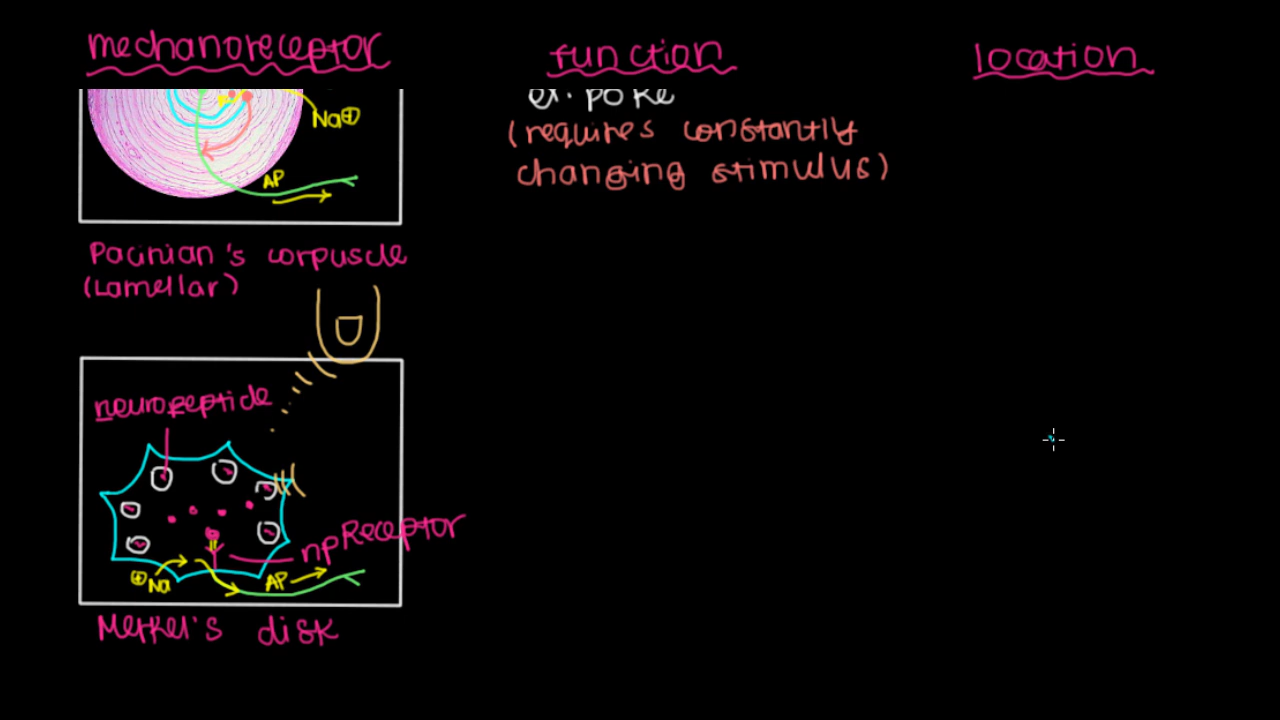 mechanoreceptor function location
ex. poke
(requires constantly
changing stimulus)
Na⊕
AP
Pacinian's corpuscle
(Lamellar)
neuropeptide
npReceptor
⊕Na
AP
Merkel's disk